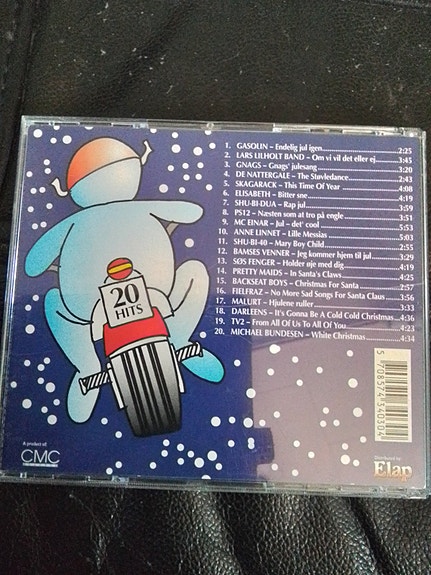 1. GASOLIN – Endelig jul igen 2:25
2. LARS LILHOLT BAND – Om vi vil det eller ej 3:45
3. GNAGS – Gnags' julesang 3:20
4. DE NATTERGALE – The Støvledance 2:43
5. SKAGARACK – This Time Of Year 4:08
6. ELISABETH – Bitter sne 4:19
7. SHU-BI-DUA – Rap jul 3:59
8. PS12 – Næsten som at tro på engle 3:51
9. MC EINAR – Jul – det' cool 5:53
10. ANNE LINNET – Lille Messias 5:03
11. SHU-BI-40 – Mary Boy Child 2:55
12. BAMSES VENNER – Jeg kommer hjem til jul 3:29
13. SØS FENGER – Holder øje med dig 4:19
14. PRETTY MAIDS – In Santa's Claws 4:25
15. BACKSEAT BOYS – Christmas For Santa 2:57
16. FIELFRAZ – No More Sad Songs For Santa Claus 3:56
17. MALURT – Hjulene ruller 3:33
18. DARLEENS – It's Gonna Be A Cold Cold Christmas 4:36
19. TV2 – From All Of Us To All Of You 4:23
20. MICHAEL BUNDESEN – White Christmas 4:34
20
HITS
5 708574 340304
A product of:
CMC
Distributed by
Elap